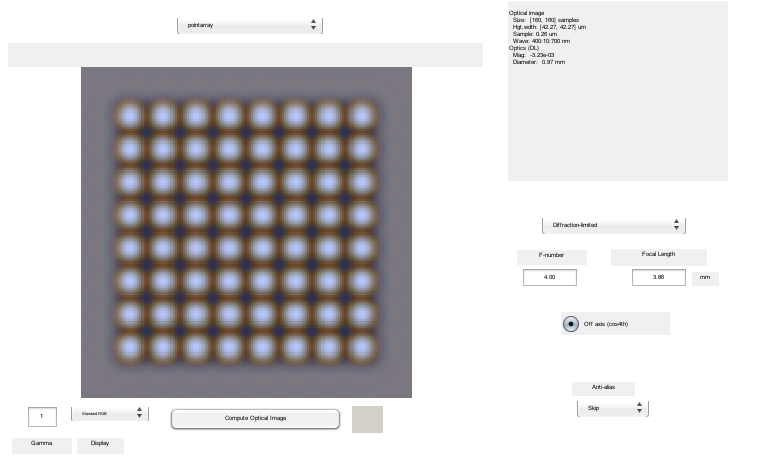 pointarray
Optical image
Size: [160, 160] samples
Hgt,wdth: [42.27, 42.27] um
Sample: 0.26 um
Wave: 400:10:700 nm
Optics (DL)
Mag: -3.23e-03
Diameter: 0.97 mm
Diffraction-limited
F-number
Focal Length
4.00
3.86
mm
Off axis (cos4th)
Anti-alias
Skip
1
Standard RGB
Compute Optical Image
Gamma
Display